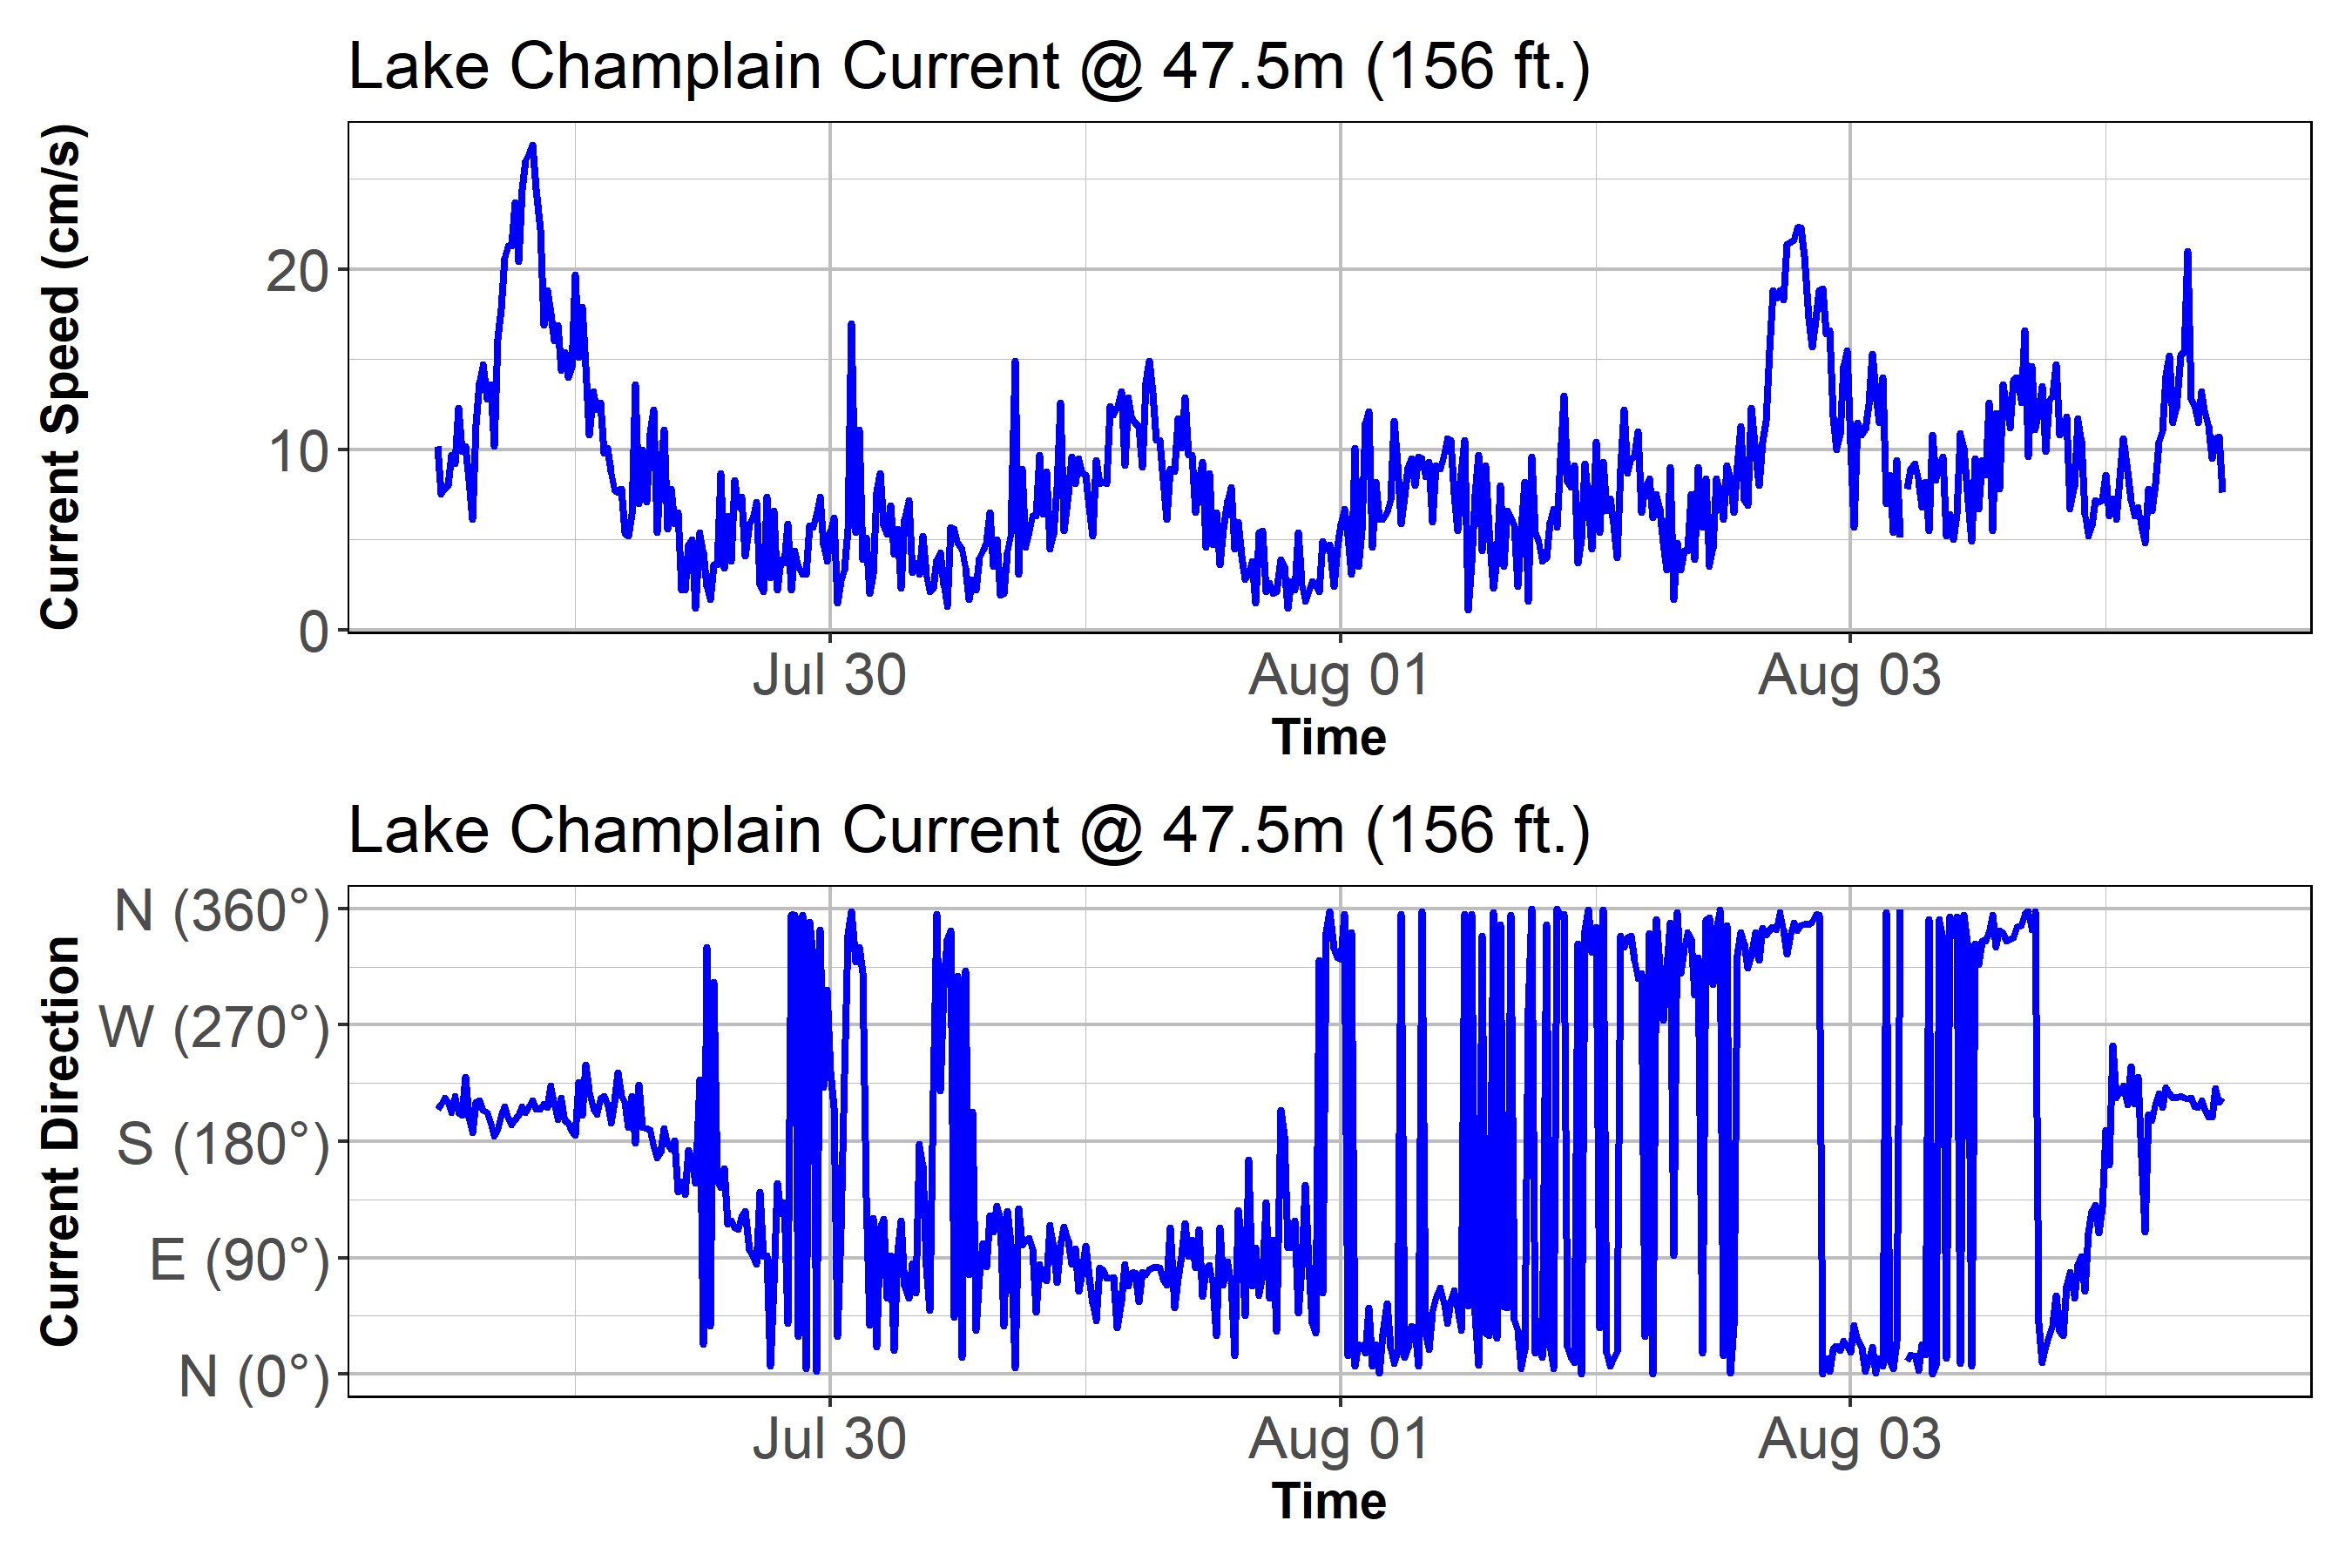 Lake Champlain Current @ 47.5m (156 ft.)
Current Speed (cm/s)
20
10
0
Jul 30 Aug 01 Aug 03
Time
Lake Champlain Current @ 47.5m (156 ft.)
Current Direction
N (360°)
W (270°)
S (180°)
E (90°)
N (0°)
Jul 30 Aug 01 Aug 03
Time